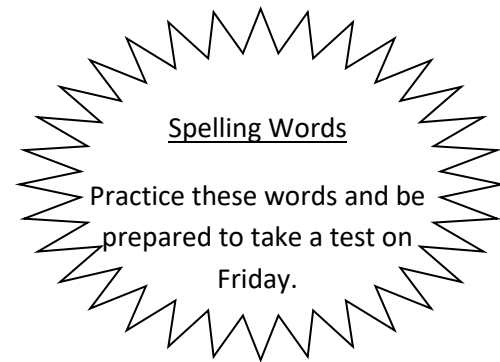 Spelling Words
Practice these words and be
prepared to take a test on
Friday.